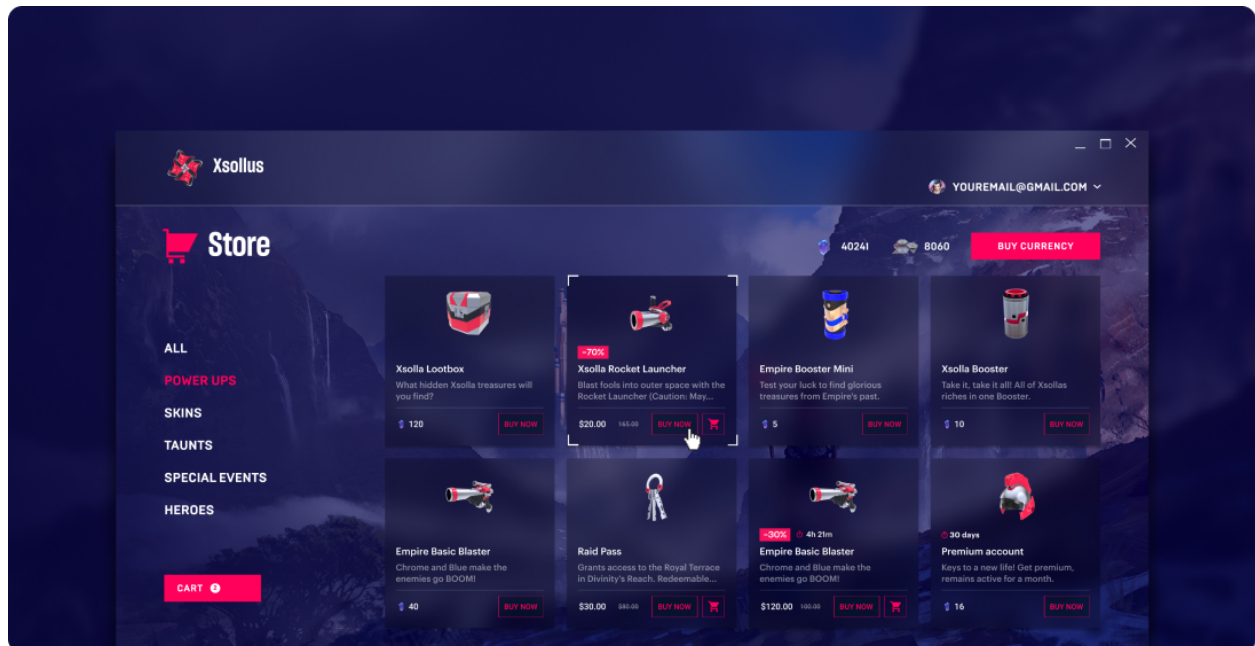 Xsollus
YOUREMAIL@GMAIL.COM
Store
40241
8060
BUY CURRENCY
ALL
POWER UPS
SKINS
TAUNTS
SPECIAL EVENTS
HEROES
CART
Xsolla Lootbox
What hidden Xsolla treasures will
you find?
120
BUY NOW
-70%
Xsolla Rocket Launcher
Blast fools into outer space with the
Rocket Launcher (Caution: May...
$20.00
BUY NOW
Empire Booster Mini
Test your luck to find glorious
treasures from Empire's past.
5
BUY NOW
Xsolla Booster
Take it, take it all! All of Xsollas
riches in one Booster.
10
BUY NOW
Empire Basic Blaster
Chrome and Blue make the
enemies go BOOM!
40
BUY NOW
Raid Pass
Grants access to the Royal Terrace
in Divinity's Reach. Redeemable...
$30.00
BUY NOW
-30% 4h 21m
Empire Basic Blaster
Chrome and Blue make the
enemies go BOOM!
$120.00
BUY NOW
30 days
Premium account
Keys to a new life! Get premium,
remains active for a month.
16
BUY NOW